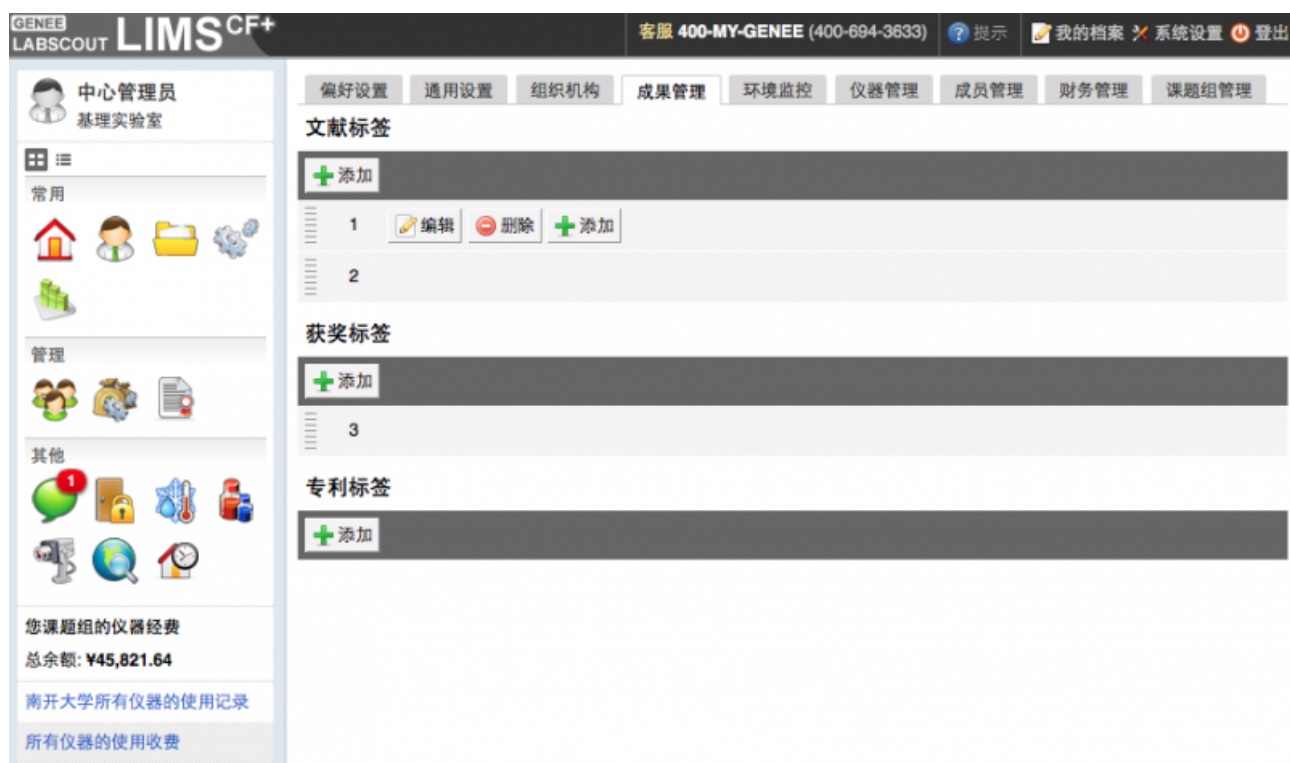 GENEE
LABSCOUT LIMS CF+
客服 400-MY-GENEE (400-694-3633) 提示 我的档案 系统设置 登出
中心管理员
基理实验室
常用
管理
其他
1
您课题组的仪器经费
总余额: ¥45,821.64
南开大学所有仪器的使用记录
所有仪器的使用收费
偏好设置 通用设置 组织机构 成果管理 环境监控 仪器管理 成员管理 财务管理 课题组管理
文献标签
添加
1 编辑 删除 添加
2
获奖标签
添加
3
专利标签
添加